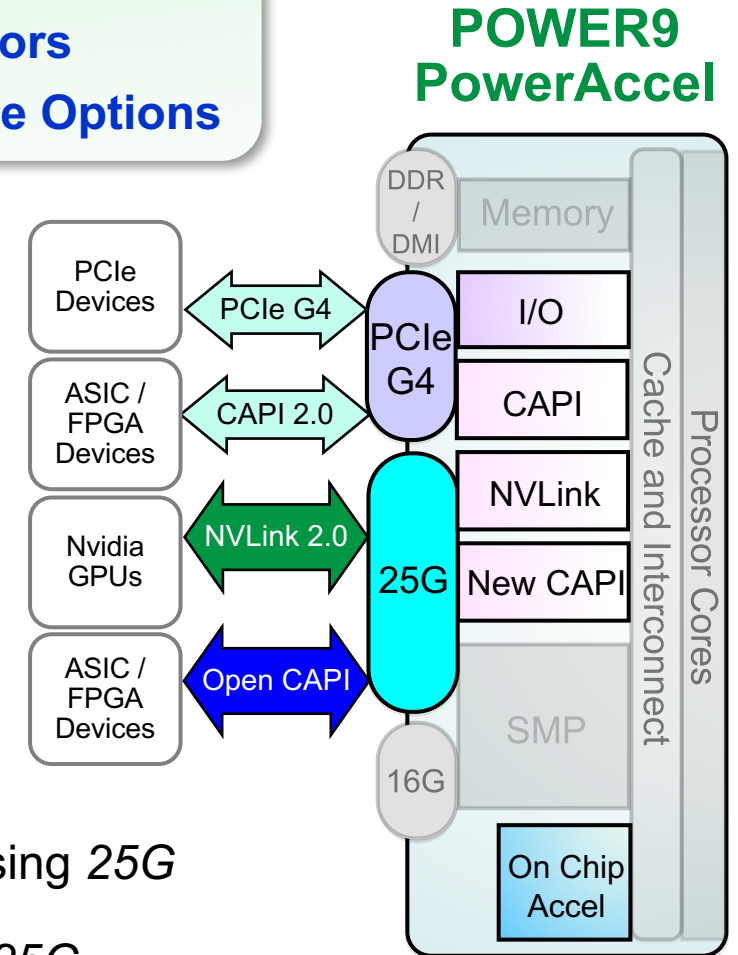 ors
e Options
POWER9
PowerAccel
DDR
/
DMI
Memory
PCIe
Devices
PCIe G4
PCIe
G4
I/O
ASIC /
FPGA
Devices
CAPI 2.0
CAPI
Nvidia
GPUs
NVLink 2.0
25G
NVLink
New CAPI
ASIC /
FPGA
Devices
Open CAPI
SMP
16G
On Chip
Accel
Cache and Interconnect
Processor Cores
sing 25G
25G